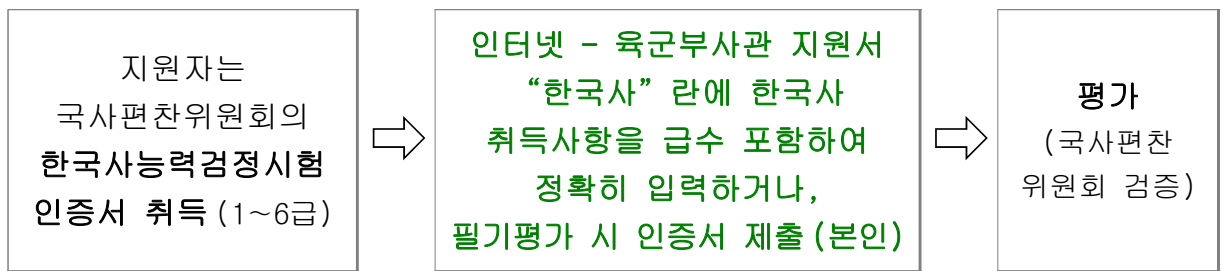 지원자는
국사편찬위원회의
한국사능력검정시험
인증서 취득(1~6급)
인터넷 - 육군부사관 지원서
“한국사” 란에 한국사
취득사항을 급수 포함하여
정확히 입력하거나,
필기평가 시 인증서 제출(본인)
평가
(국사편찬
위원회 검증)